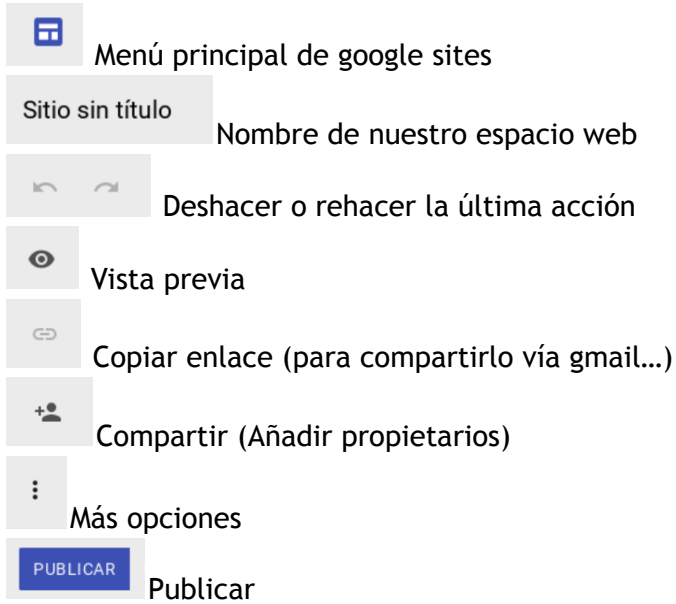 Menú principal de google sites
Sitio sin título Nombre de nuestro espacio web
Deshacer o rehacer la última acción
Vista previa
Copiar enlace (para compartirlo vía gmail…)
Compartir (Añadir propietarios)
Más opciones
PUBLICAR Publicar